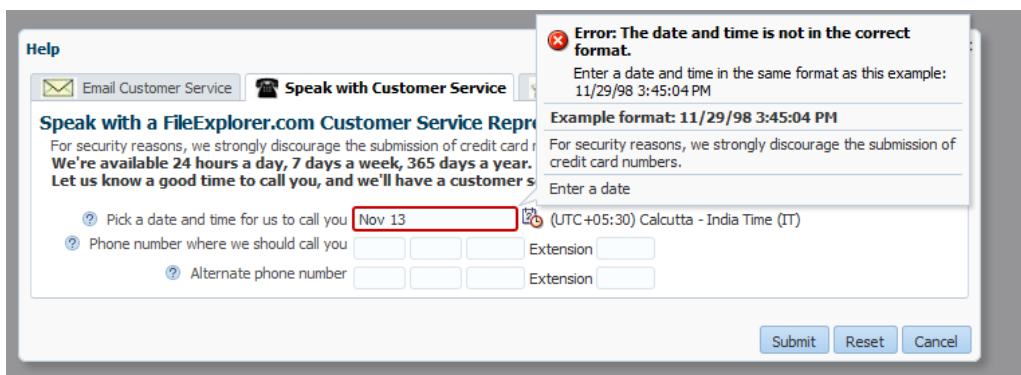 Help
Email Customer Service
Speak with Customer Service
Speak with a FileExplorer.com Customer Service
For security reasons, we strongly discourage the submission of credit card
We're available 24 hours a day, 7 days a week, 365 days a year.
Let us know a good time to call you, and we'll have a customer
Pick a date and time for us to call you Nov 13 (UTC+05:30) Calcutta - India Time (IT)
Phone number where we should call you Extension
Alternate phone number Extension
Submit Reset Cancel
Error: The date and time is not in the correct
format.
Enter a date and time in the same format as this example:
11/29/98 3:45:04 PM
Example format: 11/29/98 3:45:04 PM
For security reasons, we strongly discourage the submission of
credit card numbers.
Enter a date